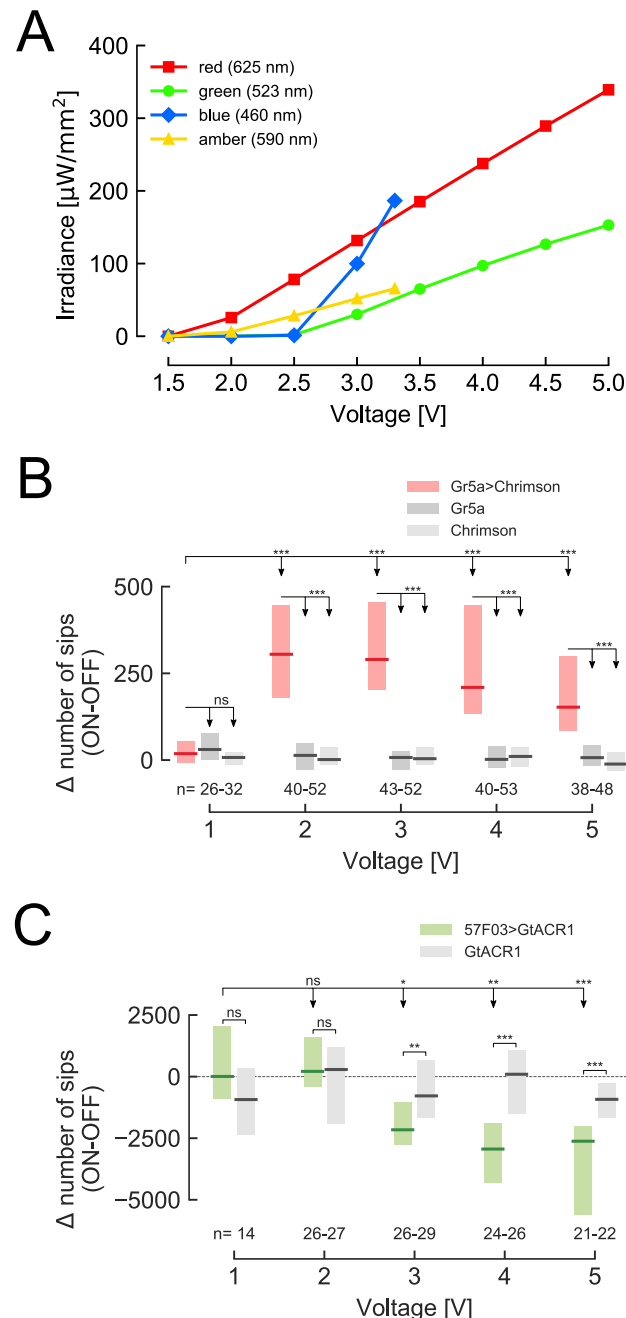 A
400
300
200
100
0
Irradiance [µW/mm²]
red (625 nm)
green (523 nm)
blue (460 nm)
amber (590 nm)
1.5 2.0 2.5 3.0 3.5 4.0 4.5 5.0
Voltage [V]
B
Gr5a>Chrimson
Gr5a
Chrimson
*** *** *** ***
500
*** *** *** ***
250
ns
0
Δ number of sips
(ON-OFF)
n= 26-32 40-52 43-52 40-53 38-48
1 2 3 4 5
Voltage [V]
C
57F03>GtACR1
GtACR1
ns * ** ***
2500
ns ns ** *** ***
0
−2500
−5000
Δ number of sips
(ON-OFF)
n= 14 26-27 26-29 24-26 21-22
1 2 3 4 5
Voltage [V]